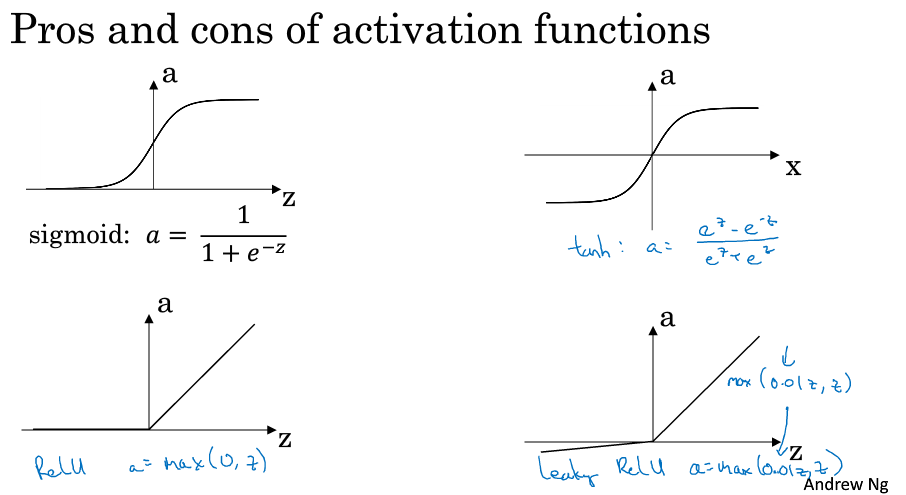 Pros and cons of activation functions
a
z
sigmoid: a = 1 / (1 + e^−z)
a
x
tanh: a = (e^z - e^-z) / (e^z + e^z)
a
z
ReLU a = max(0, z)
a
max(0.01z, z)
z
Leaky ReLU a = max(0.01z, z)
Andrew Ng